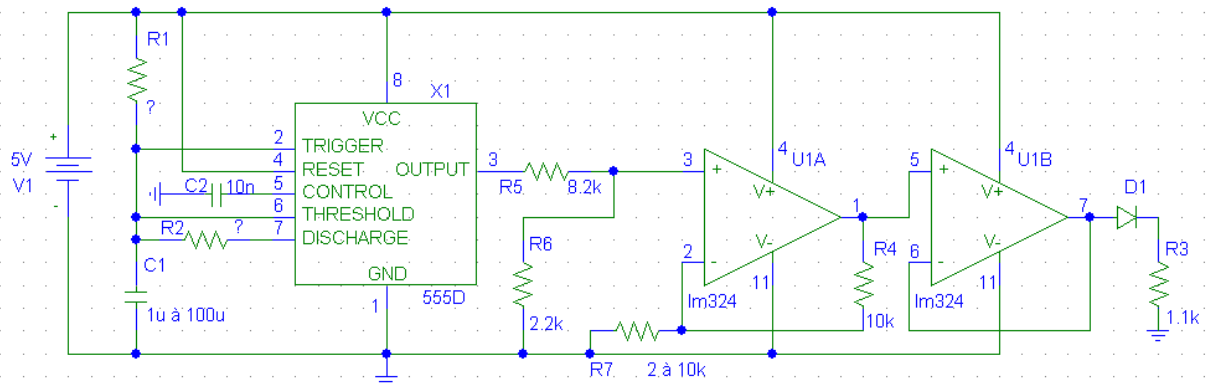 R1
?
5V
V1
+
-
X1
8
VCC
2 TRIGGER
4 RESET
5 CONTROL
6 THRESHOLD
7 DISCHARGE
OUTPUT 3
GND
1
555D
C2 10n
R2 ?
C1
1u à 100u
R5 8.2k
R6
2.2k
R7 2 à 10k
3 +
2 -
4 U1A
V+
V-
11
1
lm324
R4
10k
5 +
6 -
4 U1B
V+
V-
11
7
lm324
D1
R3
1.1k